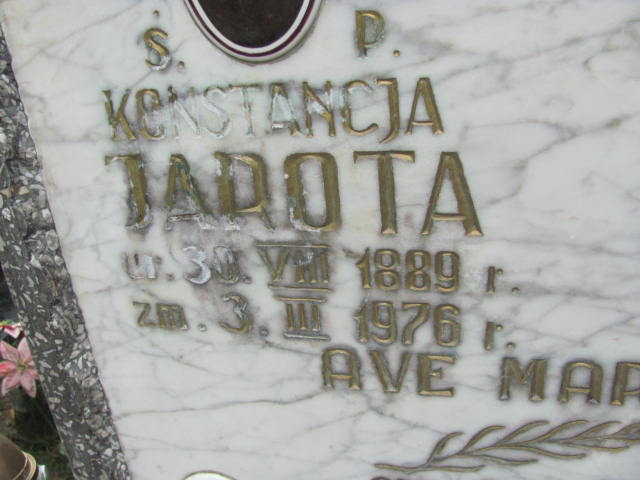 Ś. P.
KONSTANCJA
JAROTA
ur. 30. VIII 1889 r.
zm. 3. III 1976 r.
AVE MAR